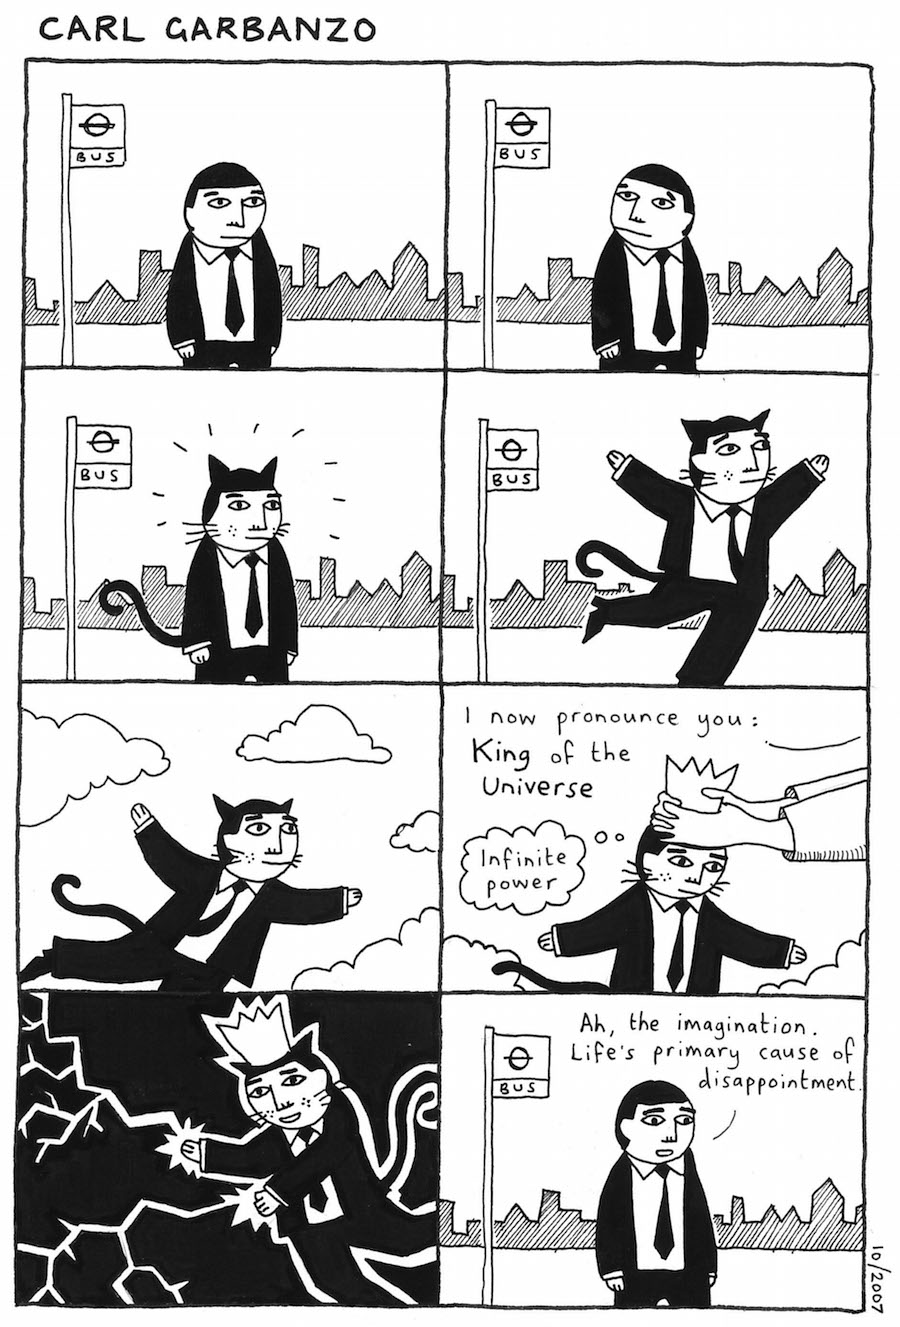 CARL GARBANZO
BUS
BUS
BUS
BUS
I now pronounce you:
King of the
Universe
Infinite
power
Ah, the imagination.
Life's primary cause of
disappointment.
BUS
10/2007